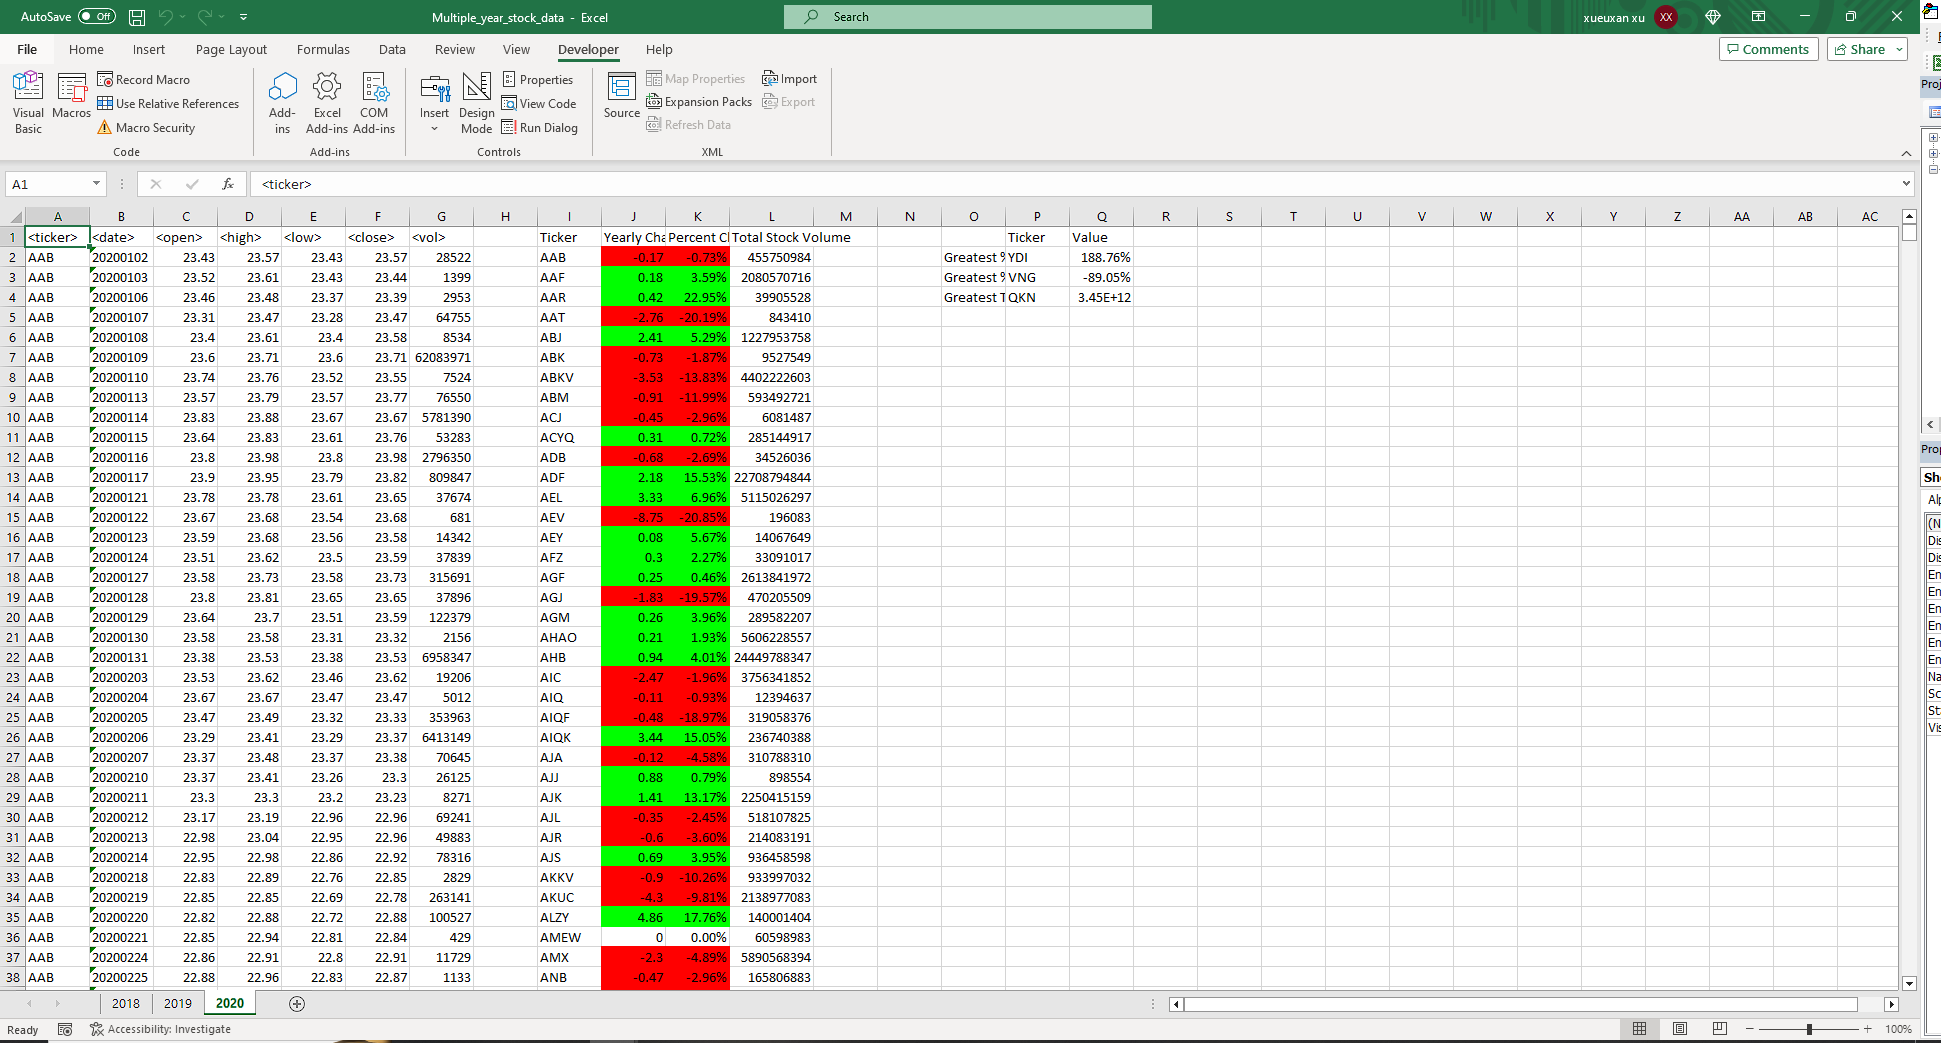 AutoSave Off Multiple_year_stock_data - Excel Search xueuxan xu XX
File Home Insert Page Layout Formulas Data Review View Developer Help Comments Share
Visual Basic Macros Record Macro Use Relative References Macro Security Add-ins Excel Add-ins COM Add-ins Insert Design Mode Properties View Code Run Dialog Source Map Properties Expansion Packs Refresh Data Import Export
Code Add-ins Controls XML
A1 fx <ticker>
A B C D E F G H I J K L M N O P Q R S T U V W X Y Z AA AB AC
1 <ticker> <date> <open> <high> <low> <close> <vol> Ticker Yearly Cha Percent Cl Total Stock Volume Ticker Value
2 AAB 20200102 23.43 23.57 23.43 23.57 28522 AAB -0.17 -0.73% 455750984 Greatest % YDI 188.76%
3 AAB 20200103 23.52 23.61 23.43 23.44 1399 AAF 0.18 3.59% 2080570716 Greatest % VNG -89.05%
4 AAB 20200106 23.46 23.48 23.37 23.39 2953 AAR 0.42 22.95% 39905528 Greatest T QKN 3.45E+12
5 AAB 20200107 23.31 23.47 23.28 23.47 64755 AAT -2.76 -20.19% 843410
6 AAB 20200108 23.4 23.61 23.4 23.58 8534 ABJ 2.41 5.29% 1227953758
7 AAB 20200109 23.6 23.71 23.6 23.71 62083971 ABK -0.73 -1.87% 9527549
8 AAB 20200110 23.74 23.76 23.52 23.55 7524 ABKV -3.53 -13.83% 4402222603
9 AAB 20200113 23.57 23.79 23.57 23.77 76550 ABM -0.91 -11.99% 593492721
10 AAB 20200114 23.83 23.88 23.67 23.67 5781390 ACJ -0.45 -2.96% 6081487
11 AAB 20200115 23.64 23.83 23.61 23.76 53283 ACYQ 0.31 0.72% 285144917
12 AAB 20200116 23.8 23.98 23.8 23.98 2796350 ADB -0.68 -2.69% 34526036
13 AAB 20200117 23.9 23.95 23.79 23.82 809847 ADF 2.18 15.53% 22708794844
14 AAB 20200121 23.78 23.78 23.61 23.65 37674 AEL 3.33 6.96% 5115026297
15 AAB 20200122 23.67 23.68 23.54 23.68 681 AEV -8.75 -20.85% 196083
16 AAB 20200123 23.59 23.68 23.56 23.58 14342 AEY 0.08 5.67% 14067649
17 AAB 20200124 23.51 23.62 23.5 23.59 37839 AFZ 0.3 2.27% 33091017
18 AAB 20200127 23.58 23.73 23.58 23.73 315691 AGF 0.25 0.46% 2613841972
19 AAB 20200128 23.8 23.81 23.65 23.65 37896 AGJ -1.83 -19.57% 470205509
20 AAB 20200129 23.64 23.7 23.51 23.59 122379 AGM 0.26 3.96% 289582207
21 AAB 20200130 23.58 23.58 23.31 23.32 2156 AHAO 0.21 1.93% 5606228557
22 AAB 20200131 23.38 23.53 23.38 23.53 6958347 AHB 0.94 4.01% 24449788347
23 AAB 20200203 23.53 23.62 23.46 23.62 19206 AIC -2.47 -1.96% 3756341852
24 AAB 20200204 23.67 23.67 23.47 23.47 5012 AIQ -0.11 -0.93% 12394637
25 AAB 20200205 23.47 23.49 23.32 23.33 353963 AIQF -0.48 -18.97% 319058376
26 AAB 20200206 23.29 23.41 23.29 23.37 6413149 AIQK 3.44 15.05% 236740388
27 AAB 20200207 23.37 23.48 23.37 23.38 70645 AJA -0.12 -4.58% 310788310
28 AAB 20200210 23.37 23.41 23.26 23.3 26125 AJJ 0.88 0.79% 898554
29 AAB 20200211 23.3 23.3 23.2 23.23 8271 AJK 1.41 13.17% 2250415159
30 AAB 20200212 23.17 23.19 22.96 22.96 69241 AJL -0.35 -2.45% 518107825
31 AAB 20200213 22.98 23.04 22.95 22.96 49883 AJR -0.6 -3.60% 214083191
32 AAB 20200214 22.95 22.98 22.86 22.92 78316 AJS 0.69 3.95% 936458598
33 AAB 20200218 22.83 22.89 22.76 22.85 2829 AKKV -0.9 -10.26% 933997032
34 AAB 20200219 22.85 22.85 22.69 22.78 263141 AKUC -4.3 -9.81% 2138977083
35 AAB 20200220 22.82 22.88 22.72 22.88 100527 ALZY 4.86 17.76% 140001404
36 AAB 20200221 22.85 22.94 22.81 22.84 429 AMEW 0 0.00% 60598983
37 AAB 20200224 22.86 22.91 22.8 22.91 11729 AMX -2.3 -4.89% 5890568394
38 AAB 20200225 22.88 22.96 22.83 22.87 1133 ANB -0.47 -2.96% 165806883
2018 2019 2020
Ready Accessibility: Investigate 100%
Proj
Prop
Sh
Alp
(N
Dis
Dis
En
En
En
En
En
En
Na
Sc
Sta
Vis